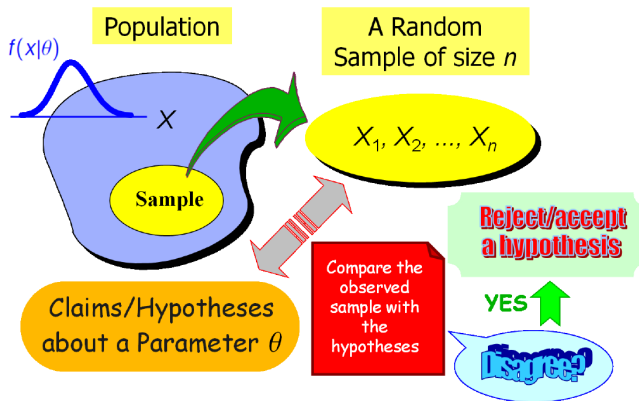 Population
A Random
Sample of size n
f(x|θ)
X
X₁, X₂, ..., Xₙ
Sample
Reject/accept
a hypothesis
Compare the
observed
sample with
the
hypotheses
Claims/Hypotheses
about a Parameter θ
YES
Disagree?